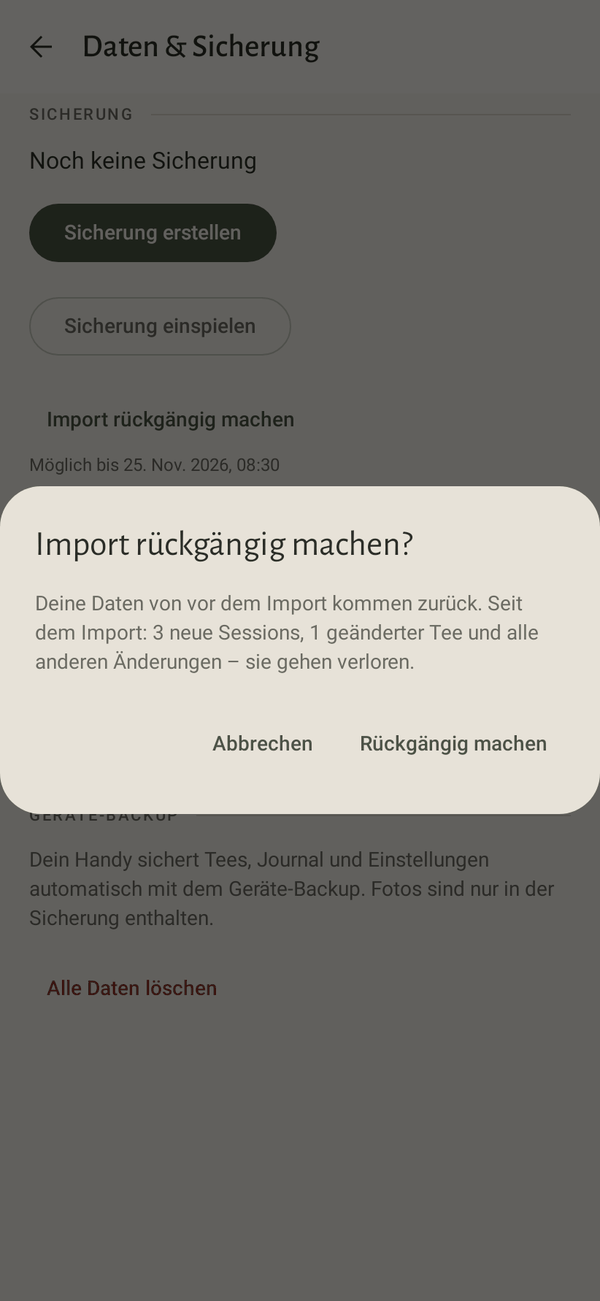 Daten & Sicherung
SICHERUNG
Noch keine Sicherung
Sicherung erstellen
Sicherung einspielen
Import rückgängig machen
Möglich bis 25. Nov. 2026, 08:30
Import rückgängig machen?
Deine Daten von vor dem Import kommen zurück. Seit
dem Import: 3 neue Sessions, 1 geänderter Tee und alle
anderen Änderungen – sie gehen verloren.
Abbrechen
Rückgängig machen
GERÄTE-BACKUP
Dein Handy sichert Tees, Journal und Einstellungen
automatisch mit dem Geräte-Backup. Fotos sind nur in der
Sicherung enthalten.
Alle Daten löschen